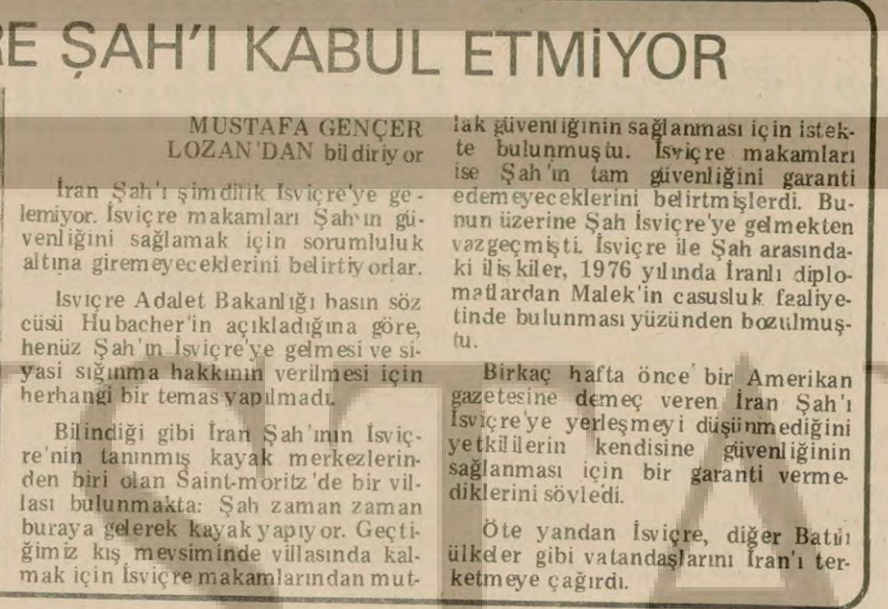 RE ŞAH'I KABUL ETMİYOR
MUSTAFA GENÇER
LOZAN'DAN bildiriyor
İran Şah'ı şimdilik Isviçre'ye ge-
lemiyor. İsviçre makamları Şah'ın gü-
venliğini sağlamak için sorumluluk
altına giremeyeceklerini belirtiyorlar.
Isviçre Adalet Bakanlığı basın söz
cüsü Hubacher'in açıkladığına göre,
henüz Şah'ın İsviçre'ye gelmesi ve si-
yasi sığınma hakkının verilmesi için
herhangi bir temas yapılmadı.
Bilindiği gibi İran Şah'ının İsviç-
re'nin tanınmış kayak merkezlerin-
den biri olan Saint-moritz'de bir vil-
lası bulunmakta: Şah zaman zaman
buraya gelerek kayak yapıyor. Geçti-
ğimiz kış mevsiminde villasında kal-
mak için İsviçre makamlarından mut-
lak güvenliğinin sağlanması için istek-
te bulunmuştu. İsviçre makamları
ise Şah'ın tam güvenliğini garanti
edemeyeceklerini belirtmişlerdi. Bu-
nun üzerine Şah İsviçre'ye gelmekten
vazgeçmişti. İsviçre ile Şah arasında-
ki ilişkiler, 1976 yılında İranlı diplo-
matlardan Malek'in casusluk faaliye-
tinde bulunması yüzünden bozulmuş-
tu.
Birkaç hafta önce bir Amerikan
gazetesine demeç veren İran Şah'ı
İsviçre'ye yerleşmeyi düşünmediğini
yetkililerin kendisine güvenliğinin
sağlanması için bir garanti verme-
diklerini söyledi.
Öte yandan İsviçre, diğer Batılı
ülkeler gibi vatandaşlarını İran'ı ter-
ketmeye çağırdı.